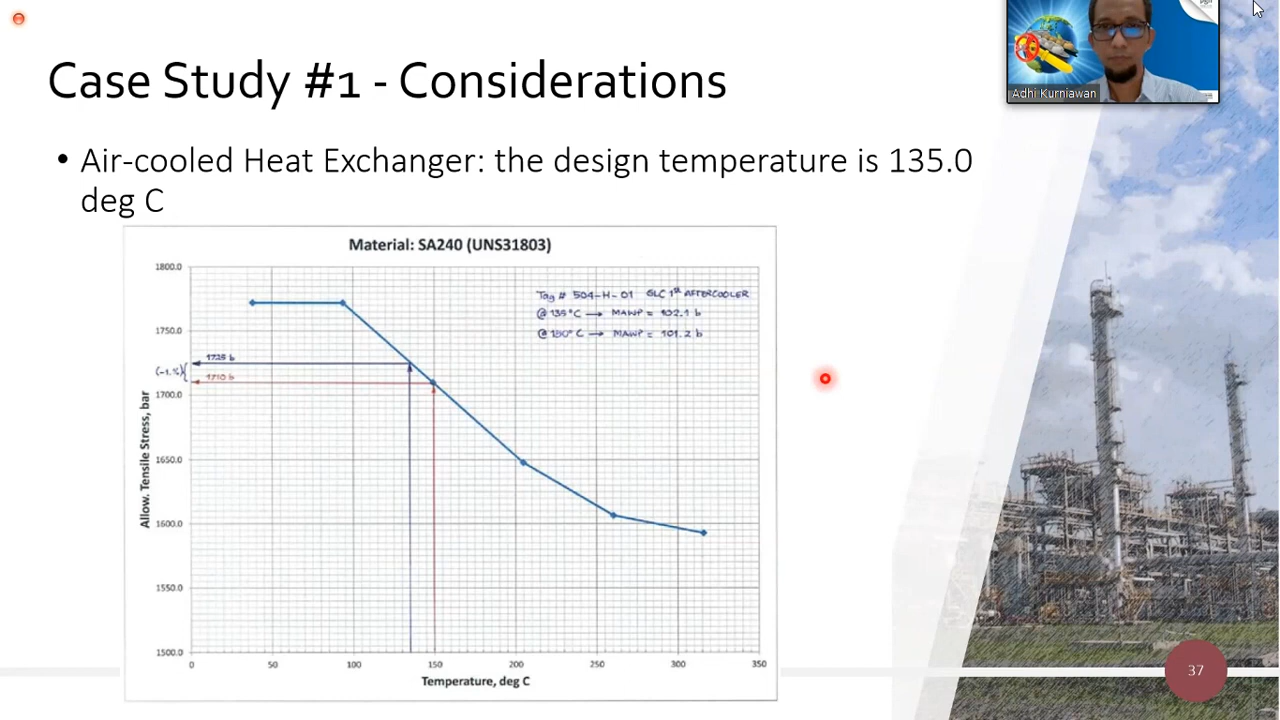 Case Study #1 - Considerations
Adhi Kurniawan
• Air-cooled Heat Exchanger: the design temperature is 135.0
deg C
Material: SA240 (UNS31803)
Tag # 504-H-01 GLC 1st AFTERCOOLER
@ 135°C → MAWP = 102.1 b
@ 150°C → MAWP = 101.2 b
1800.0
1750.0
1725 b
(-1.%)
1710 b
1700.0
1650.0
1600.0
1550.0
1500.0
Allow. Tensile Stress, bar
0 50 100 150 200 250 300 350
Temperature, deg C
37